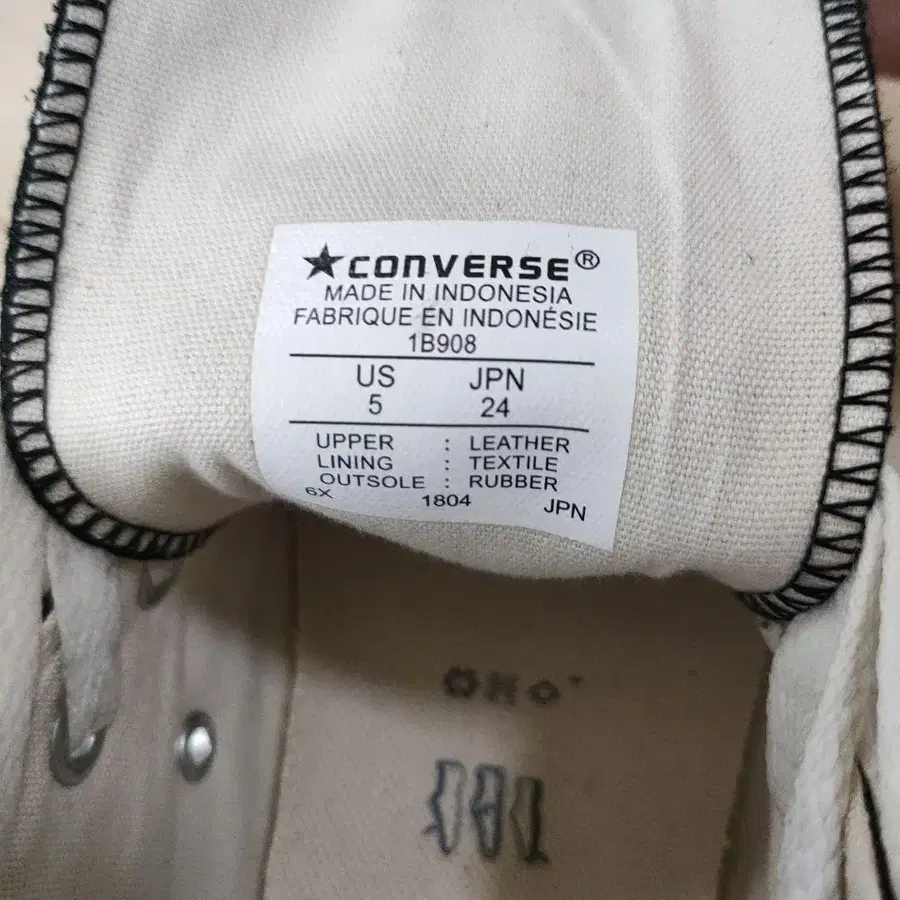 ★CONVERSE®
MADE IN INDONESIA
FABRIQUE EN INDONÉSIE
1B908
US JPN
5 24
UPPER : LEATHER
LINING : TEXTILE
OUTSOLE : RUBBER
6X 1804 JPN